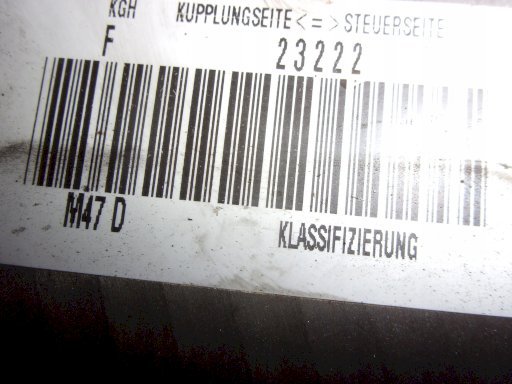 KGH KUPPLUNGSEITE<=>STEUERSEITE
F 23222
M47 D KLASSIFIZIERUNG